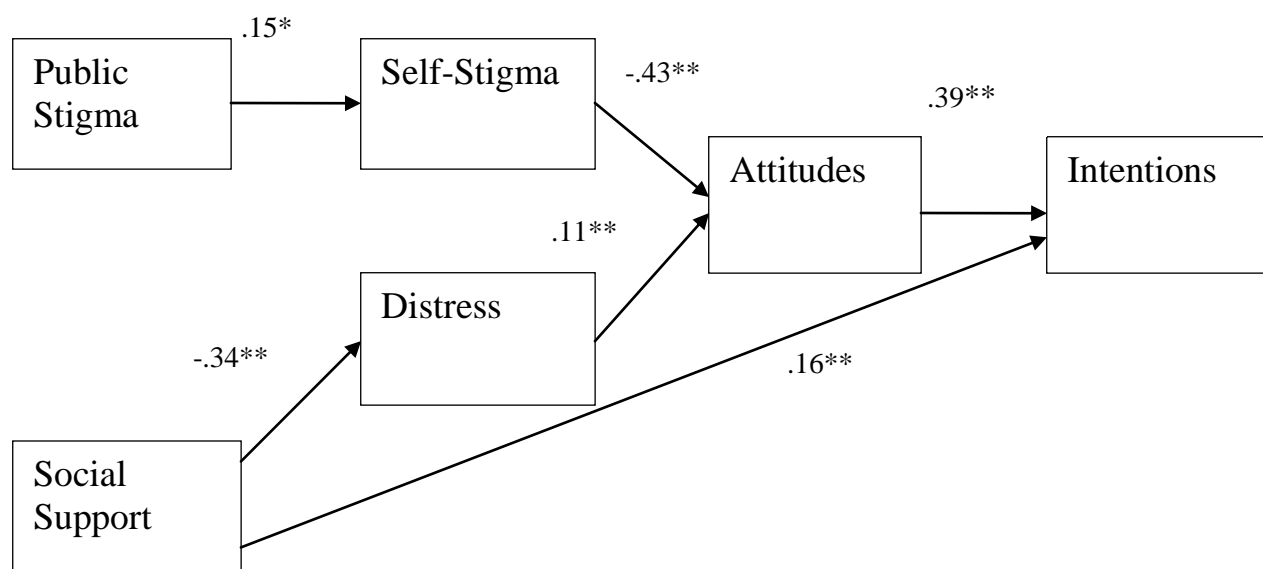 .15*
Public
Stigma
Self-Stigma
-.43**
.39**
Attitudes
Intentions
.11**
Distress
-.34**
.16**
Social
Support